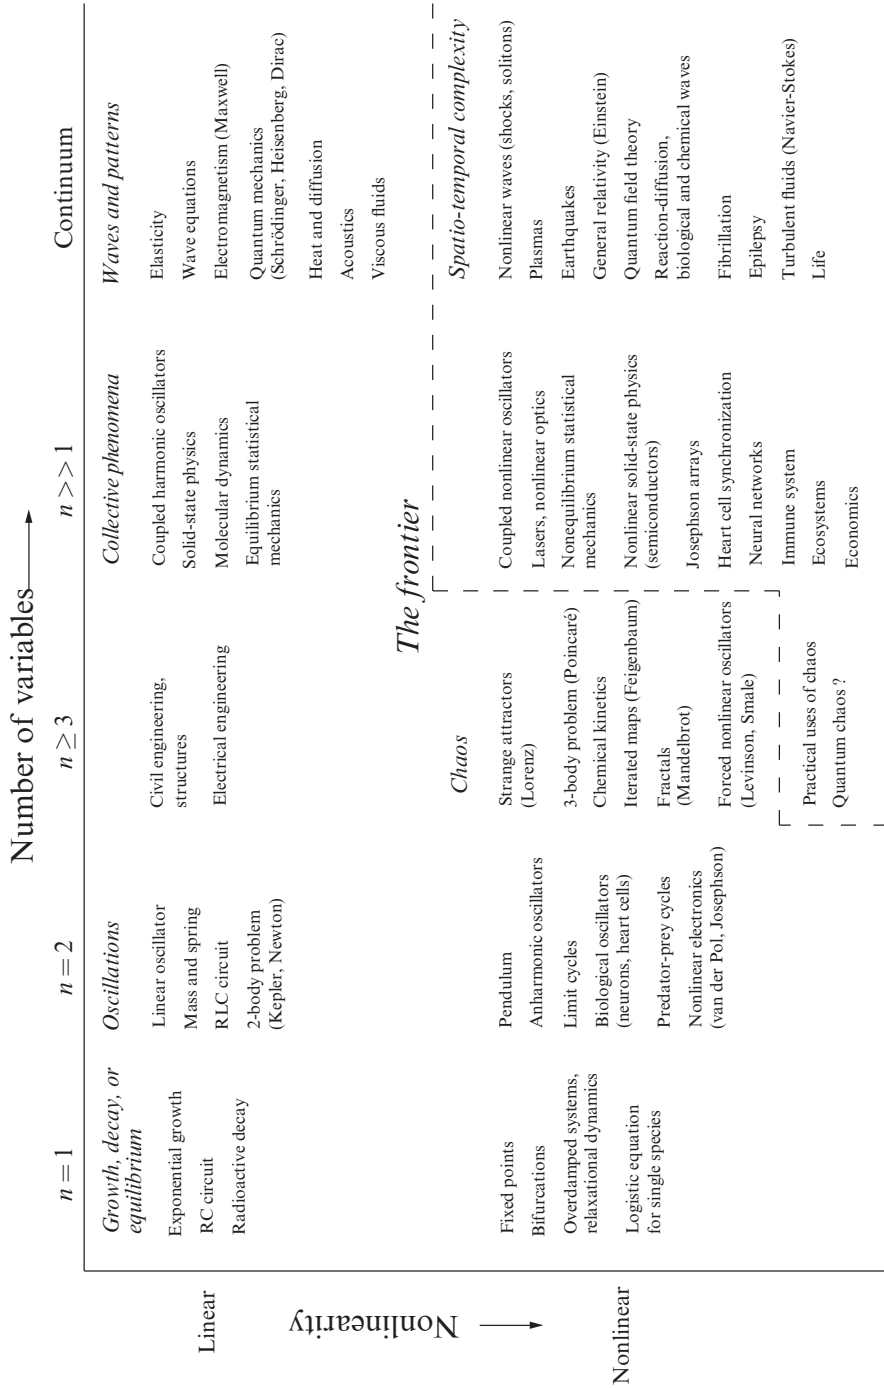 Number of variables
n = 1
n = 2
n ≥ 3
n >> 1
Continuum
Linear
Growth, decay, or
equilibrium
Exponential growth
RC circuit
Radioactive decay
Oscillations
Linear oscillator
Mass and spring
RLC circuit
2-body problem
(Kepler, Newton)
Civil engineering,
structures
Electrical engineering
Collective phenomena
Coupled harmonic oscillators
Solid-state physics
Molecular dynamics
Equilibrium statistical
mechanics
Waves and patterns
Elasticity
Wave equations
Electromagnetism (Maxwell)
Quantum mechanics
(Schrödinger, Heisenberg, Dirac)
Heat and diffusion
Acoustics
Viscous fluids
Nonlinearity
The frontier
Nonlinear
Fixed points
Bifurcations
Overdamped systems,
relaxational dynamics
Logistic equation
for single species
Pendulum
Anharmonic oscillators
Limit cycles
Biological oscillators
(neurons, heart cells)
Predator-prey cycles
Nonlinear electronics
(van der Pol, Josephson)
Chaos
Strange attractors
(Lorenz)
3-body problem (Poincaré)
Chemical kinetics
Iterated maps (Feigenbaum)
Fractals
(Mandelbrot)
Forced nonlinear oscillators
(Levinson, Smale)
Practical uses of chaos
Quantum chaos ?
Coupled nonlinear oscillators
Lasers, nonlinear optics
Nonequilibrium statistical
mechanics
Nonlinear solid-state physics
(semiconductors)
Josephson arrays
Heart cell synchronization
Neural networks
Immune system
Ecosystems
Economics
Spatio-temporal complexity
Nonlinear waves (shocks, solitons)
Plasmas
Earthquakes
General relativity (Einstein)
Quantum field theory
Reaction-diffusion,
biological and chemical waves
Fibrillation
Epilepsy
Turbulent fluids (Navier-Stokes)
Life